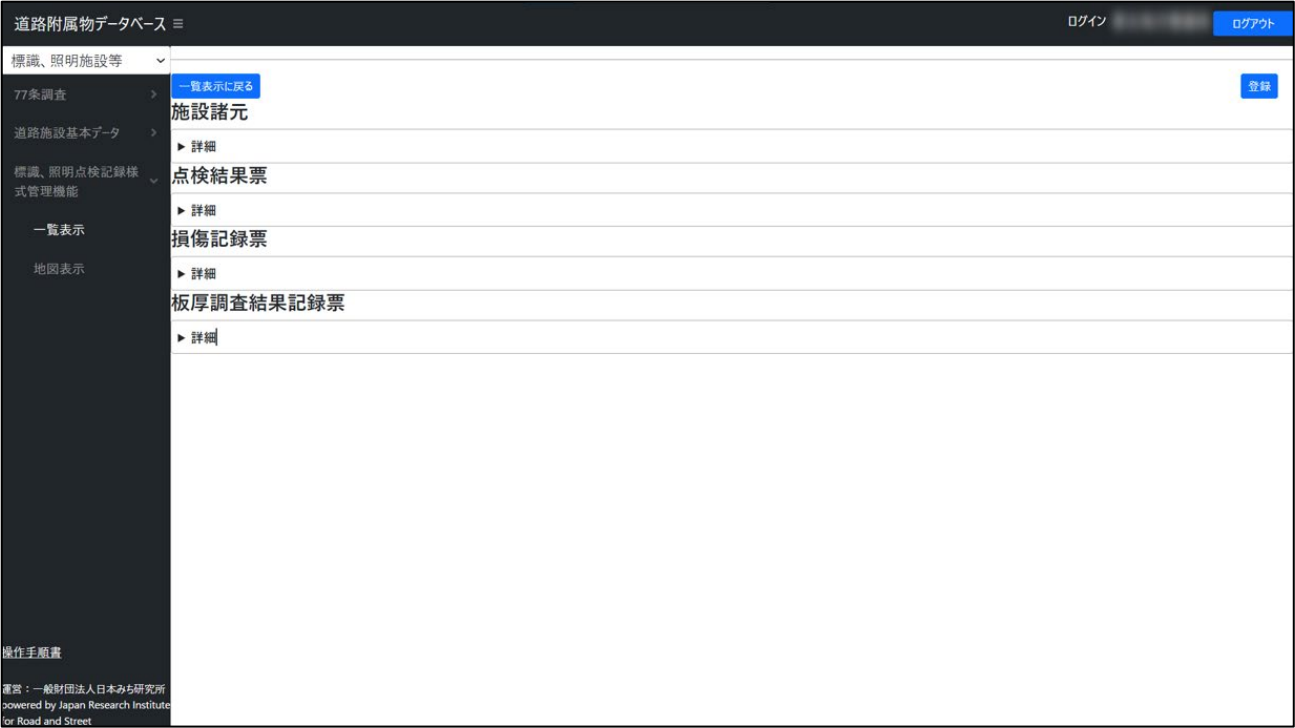 道路附属物データベース ≡
ログイン
ログアウト
標識、照明施設等
77条調査
道路施設基本データ
標識、照明点検記録様
式管理機能
一覧表示
地図表示
操作手順書
運営：一般財団法人日本みち研究所
powered by Japan Research Institute
for Road and Street
一覧表示に戻る
登録
施設諸元
▶ 詳細
点検結果票
▶ 詳細
損傷記録票
▶ 詳細
板厚調査結果記録票
▶ 詳細